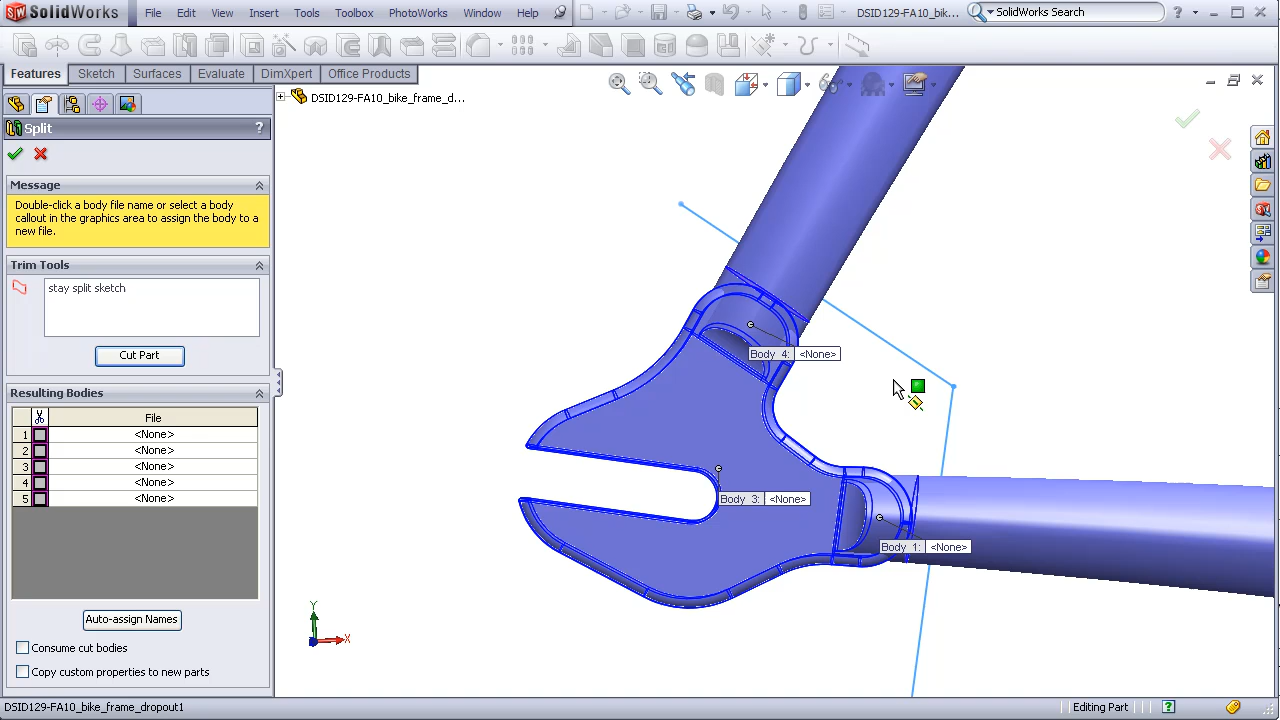 SolidWorks File Edit View Insert Tools Toolbox PhotoWorks Window Help DSID129-FA10_bik... SolidWorks Search
Features Sketch Surfaces Evaluate DimXpert Office Products
DSID129-FA10_bike_frame_d...
Split ?
Message
Double-click a body file name or select a body
callout in the graphics area to assign the body to a
new file.
Trim Tools
stay split sketch
Cut Part
Resulting Bodies
File
1 <None>
2 <None>
3 <None>
4 <None>
5 <None>
Auto-assign Names
Consume cut bodies
Copy custom properties to new parts
Body 4: <None>
Body 3: <None>
Body 1: <None>
Y
X
DSID129-FA10_bike_frame_dropout1 Editing Part ?